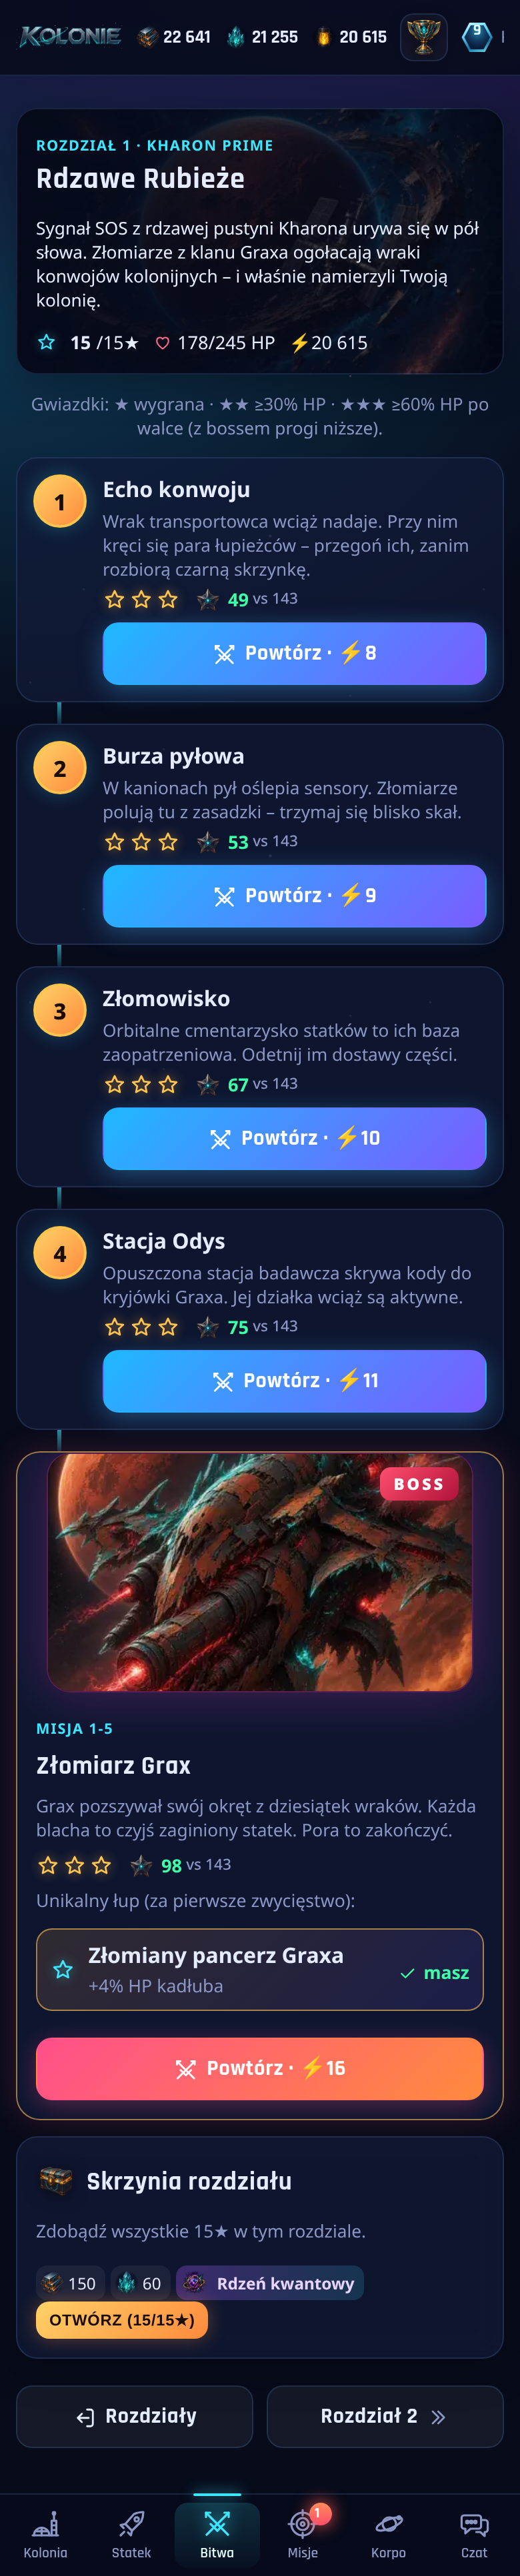 KOLONIE 22 641 21 255 20 615 9
ROZDZIAŁ 1 · KHARON PRIME
Rdzawe Rubieże
Sygnał SOS z rdzawej pustyni Kharona urywa się w pół
słowa. Złomiarze z klanu Graxa ogołacają wraki
konwojów kolonijnych – i właśnie namierzyli Twoją
kolonię.
15 /15★ 178/245 HP ⚡20 615
Gwiazdki: ★ wygrana · ★★ ≥30% HP · ★★★ ≥60% HP po
walce (z bossem progi niższe).
1
Echo konwoju
Wrak transportowca wciąż nadaje. Przy nim
kręci się para łupieżców – przegoń ich, zanim
rozbiorą czarną skrzynkę.
49 vs 143
Powtórz · ⚡8
2
Burza pyłowa
W kanionach pył oślepia sensory. Złomiarze
polują tu z zasadzki – trzymaj się blisko skał.
53 vs 143
Powtórz · ⚡9
3
Złomowisko
Orbitalne cmentarzysko statków to ich baza
zaopatrzeniowa. Odetnij im dostawy części.
67 vs 143
Powtórz · ⚡10
4
Stacja Odys
Opuszczona stacja badawcza skrywa kody do
kryjówki Graxa. Jej działka wciąż są aktywne.
75 vs 143
Powtórz · ⚡11
BOSS
MISJA 1-5
Złomiarz Grax
Grax pozszywał swój okręt z dziesiątek wraków. Każda
blacha to czyjś zaginiony statek. Pora to zakończyć.
98 vs 143
Unikalny łup (za pierwsze zwycięstwo):
Złomiany pancerz Graxa
+4% HP kadłuba
masz
Powtórz · ⚡16
Skrzynia rozdziału
Zdobądź wszystkie 15★ w tym rozdziale.
150 60 Rdzeń kwantowy
OTWÓRZ (15/15★)
Rozdziały Rozdział 2
1
Kolonia Statek Bitwa Misje Korpo Czat